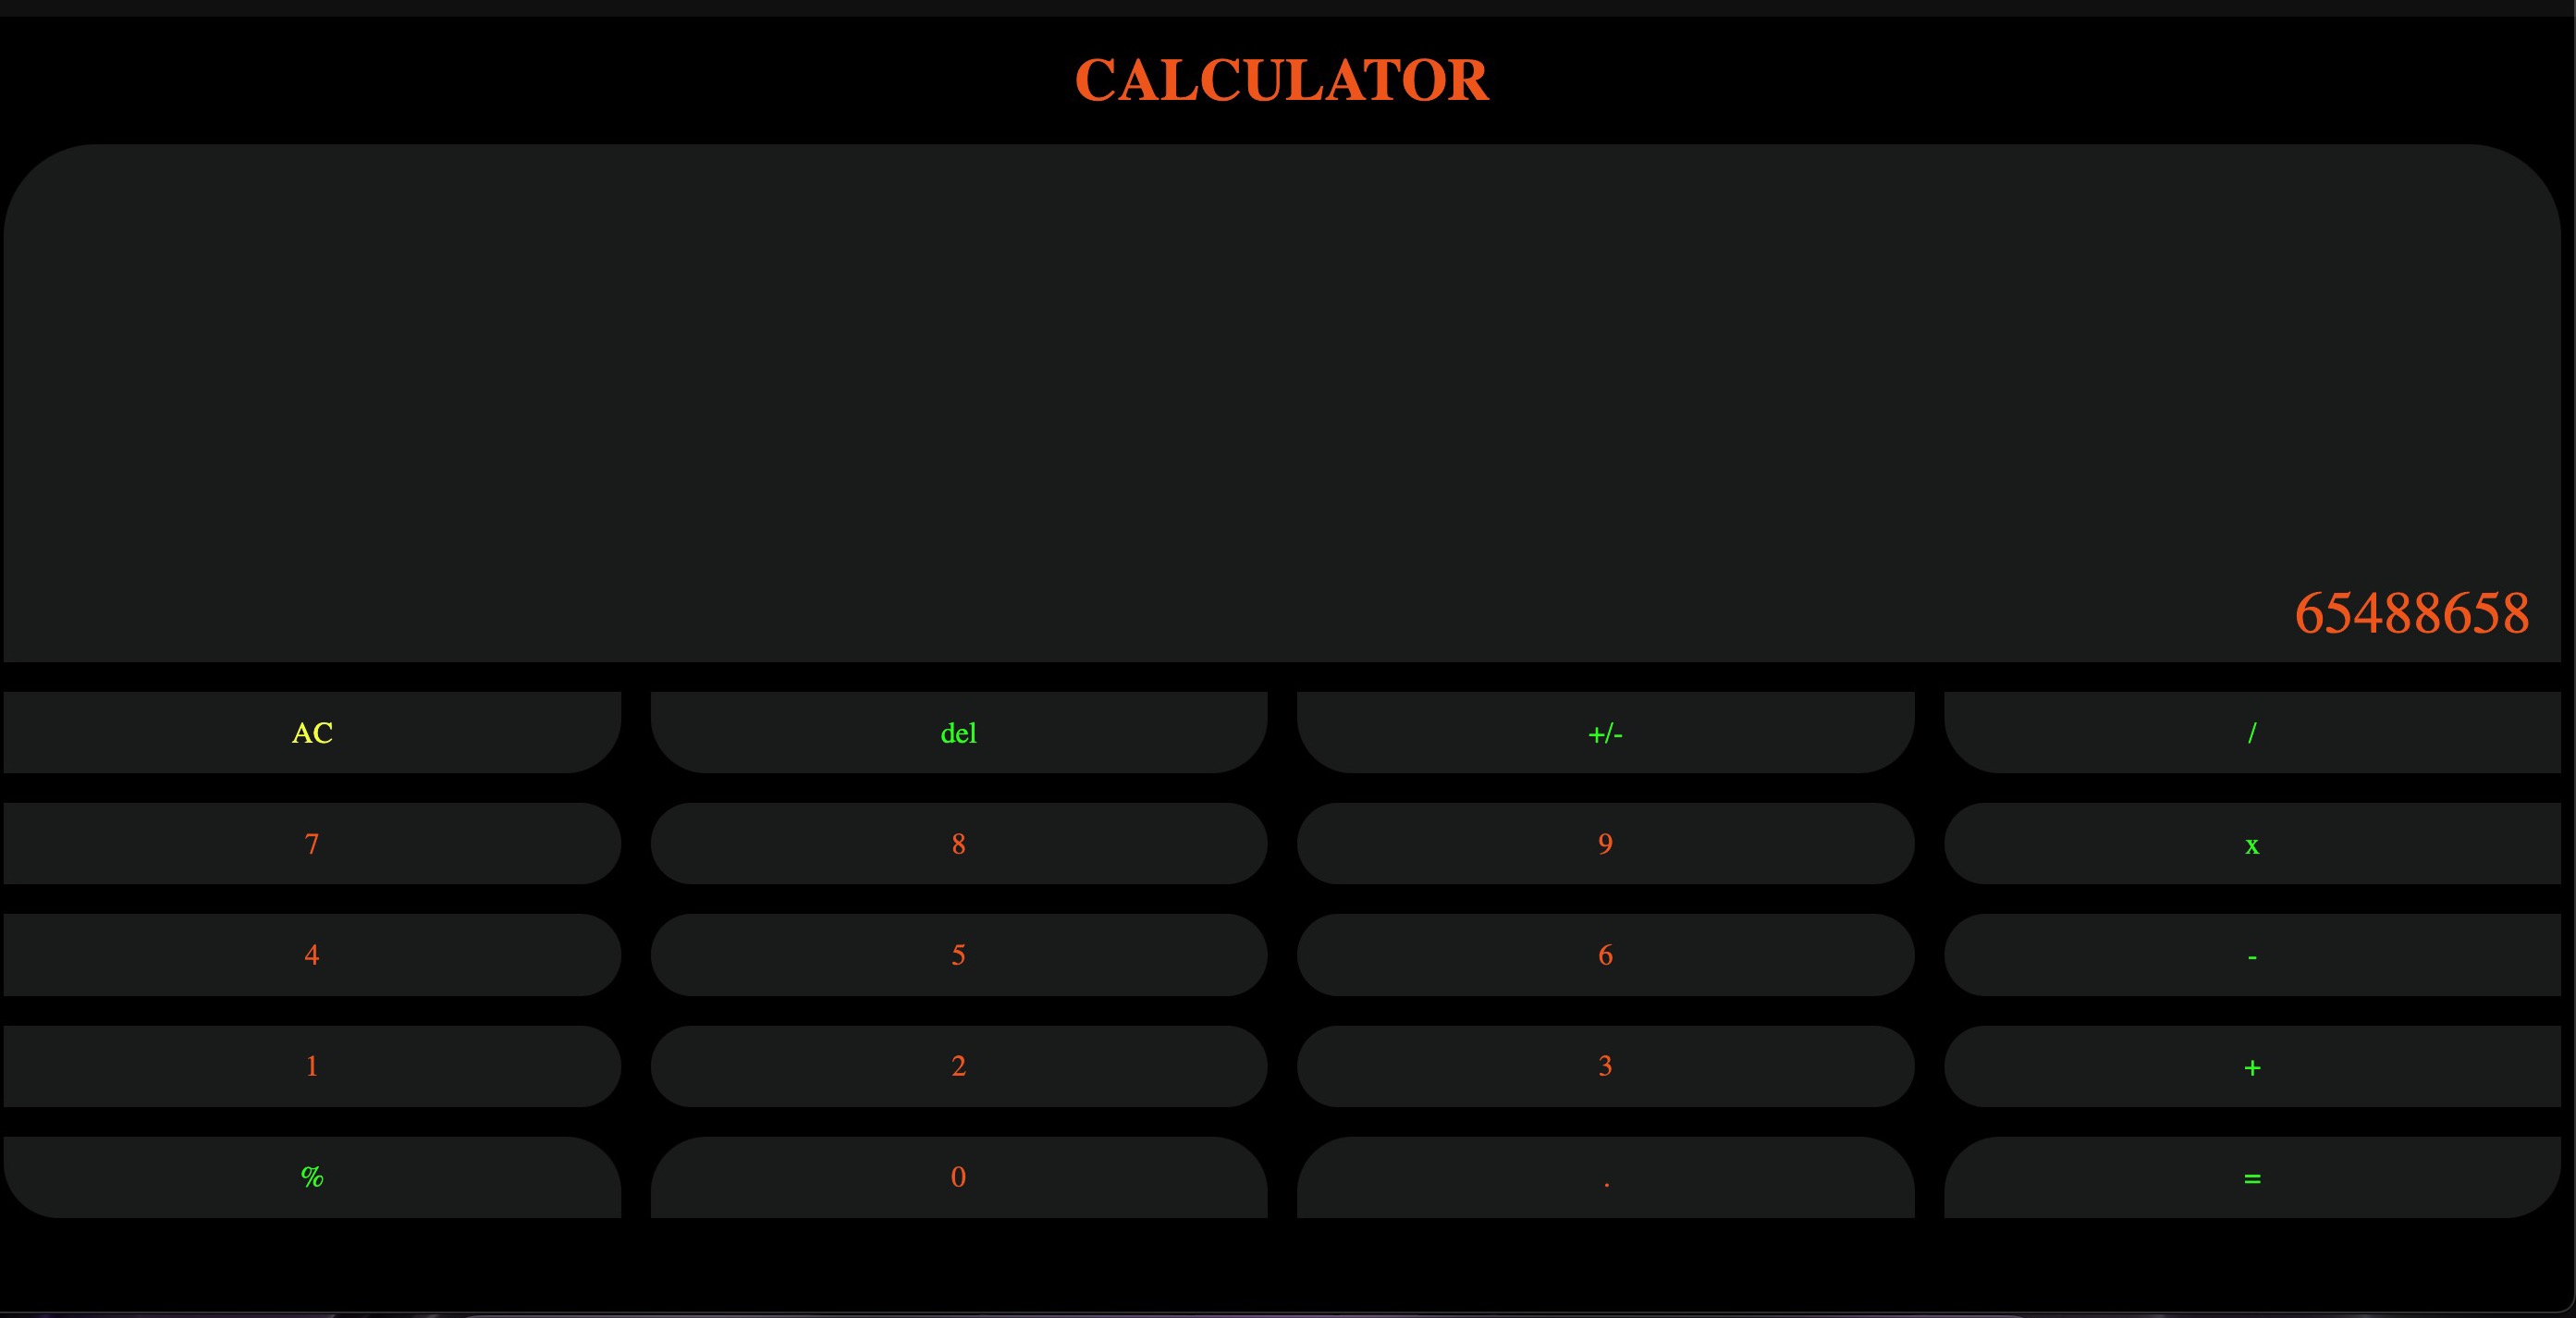 CALCULATOR
65488658
AC del +/- /
7 8 9 x
4 5 6 -
1 2 3 +
% 0 . =